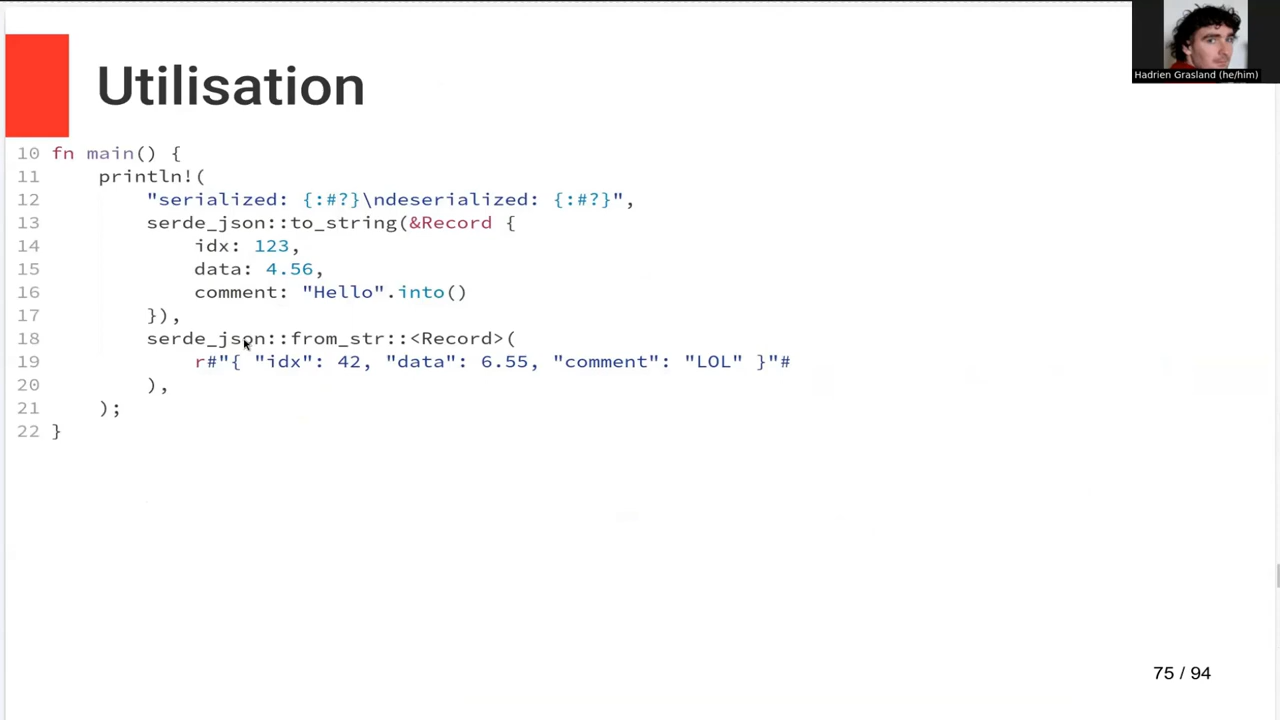 Hadrien Grasland (he/him)
Utilisation
10 fn main() {
11     println!(
12         "serialized: {:#?}\ndeserialized: {:#?}",
13         serde_json::to_string(&Record {
14             idx: 123,
15             data: 4.56,
16             comment: "Hello".into()
17         }),
18         serde_json::from_str::<Record>(
19             r#"{ "idx": 42, "data": 6.55, "comment": "LOL" }"#
20         ),
21     );
22 }
75 / 94